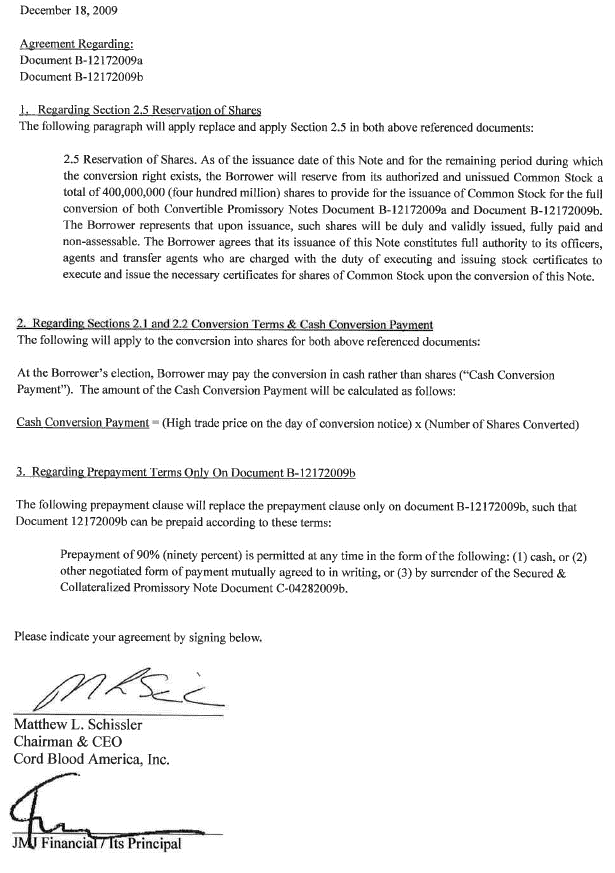 December 18, 2009
Agreement Regarding:
Document B-12172009a
Document B-12172009b
1. Regarding Section 2.5 Reservation of Shares
The following paragraph will apply replace and apply Section 2.5 in both above referenced documents:
2.5 Reservation of Shares. As of the issuance date of this Note and for the remaining period during which
the conversion right exists, the Borrower will reserve from its authorized and unissued Common Stock a
total of 400,000,000 (four hundred million) shares to provide for the issuance of Common Stock for the full
conversion of both Convertible Promissory Notes Document B-12172009a and Document B-12172009b.
The Borrower represents that upon issuance, such shares will be duly and validly issued, fully paid and
non-assessable. The Borrower agrees that its issuance of this Note constitutes full authority to its officers,
agents and transfer agents who are charged with the duty of executing and issuing stock certificates to
execute and issue the necessary certificates for shares of Common Stock upon the conversion of this Note.
2. Regarding Sections 2.1 and 2.2 Conversion Terms & Cash Conversion Payment
The following will apply to the conversion into shares for both above referenced documents:
At the Borrower's election, Borrower may pay the conversion in cash rather than shares ("Cash Conversion
Payment"). The amount of the Cash Conversion Payment will be calculated as follows:
Cash Conversion Payment = (High trade price on the day of conversion notice) x (Number of Shares Converted)
3. Regarding Prepayment Terms Only On Document B-12172009b
The following prepayment clause will replace the prepayment clause only on document B-12172009b, such that
Document 12172009b can be prepaid according to these terms:
Prepayment of 90% (ninety percent) is permitted at any time in the form of the following: (1) cash, or (2)
other negotiated form of payment mutually agreed to in writing, or (3) by surrender of the Secured &
Collateralized Promissory Note Document C-04282009b.
Please indicate your agreement by signing below.
Matthew L. Schissler
Chairman & CEO
Cord Blood America, Inc.
JMJ Financial / Its Principal